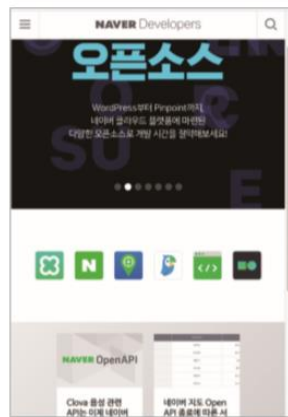 NAVER Developers
오픈소스
WordPress부터 Pinpoint까지,
네이버 클라우드 플랫폼에 마련된
다양한 오픈소스로 개발 시간을 절약해보세요!
N
</>
NAVER OpenAPI
Clova 음성 관련
API는 이제 네이버
네이버 지도 Open
API 종료에 따른 서